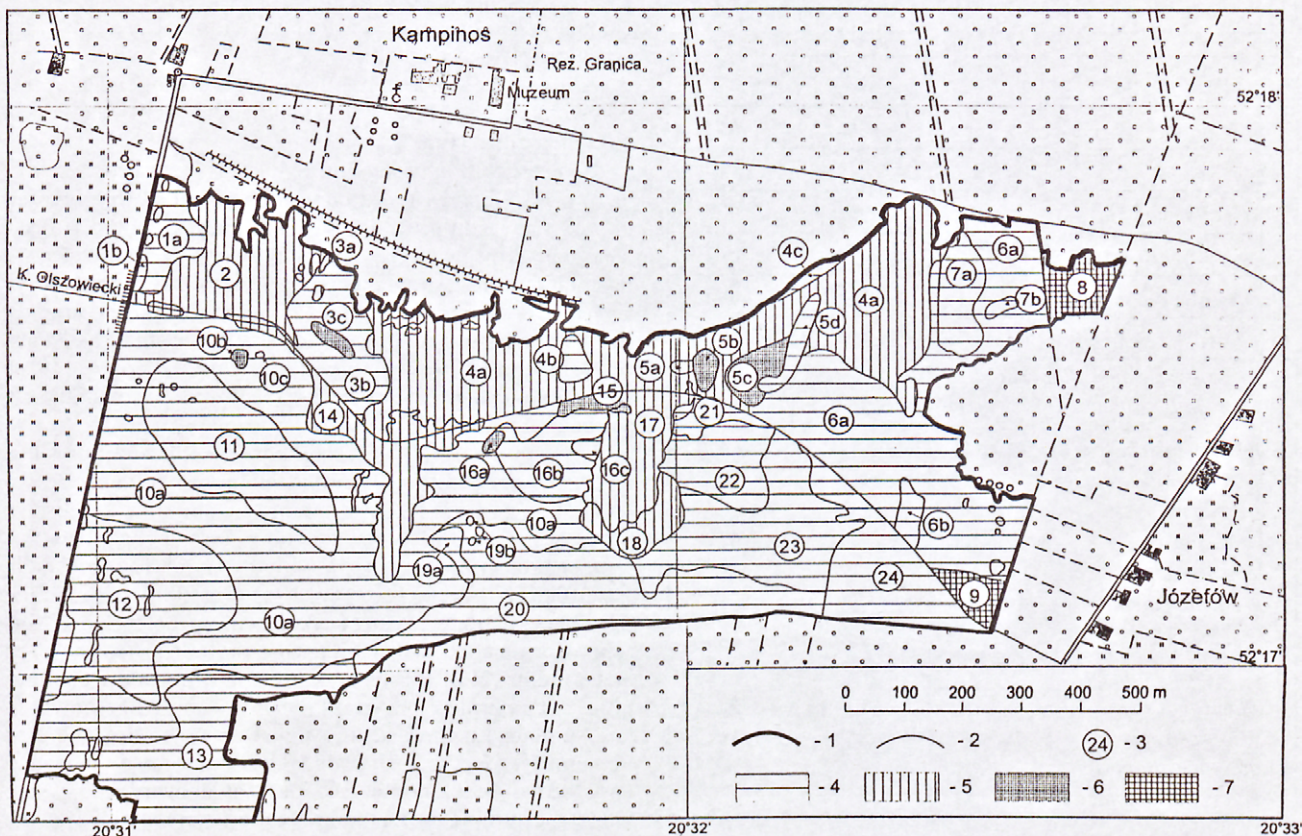 Kampinos
Rez. Granica
Muzeum
52°18'
3a
1b
1a
4c
6a
2
K. Olszowiecki
7a
8
4a
7b
3c
5d
10b
5b
4b
5a
10c
4a
5c
3b
15
21
14
17
6a
11
16a
16b
16c
22
10a
10a
6b
18
19b
23
19a
24
12
9
20
10a
Józefów
52°17'
0 100 200 300 400 500 m
13
- 1 - 2 24 - 3
- 4 - 5 - 6 - 7
20°31' 20°32' 20°33'